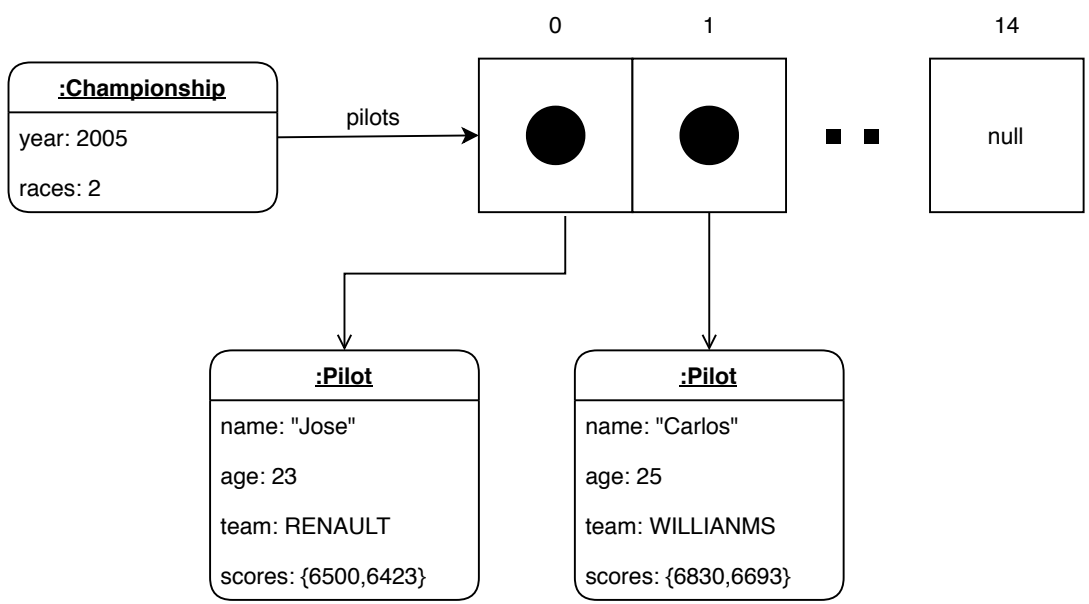 0 1 14
:Championship
year: 2005
races: 2
pilots
null
:Pilot
name: "Jose"
age: 23
team: RENAULT
scores: {6500,6423}
:Pilot
name: "Carlos"
age: 25
team: WILLIANMS
scores: {6830,6693}